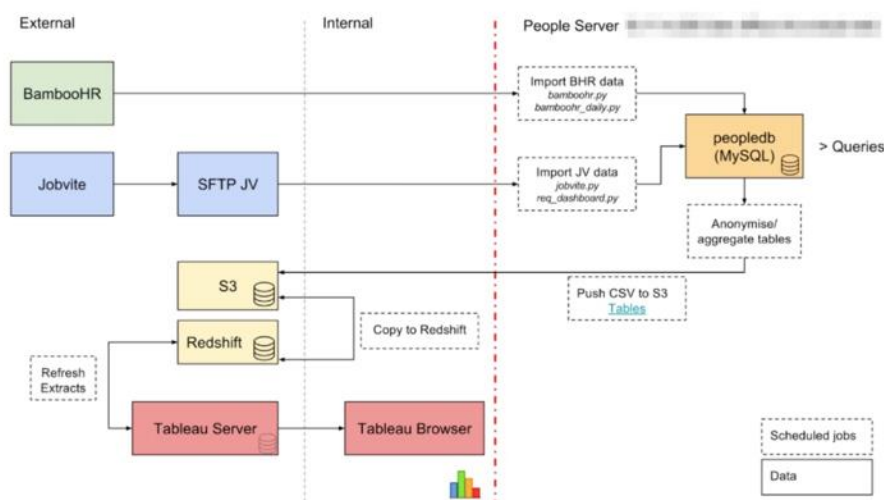 External
Internal
People Server
BambooHR
Import BHR data
bamboohr.py
bamboohr_daily.py
peopledb
(MySQL)
> Queries
Jobvite
SFTP JV
Import JV data
jobvite.py
req_dashboard.py
Anonymise/
aggregate tables
S3
Push CSV to S3
Tables
Copy to Redshift
Redshift
Refresh
Extracts
Tableau Server
Tableau Browser
Scheduled jobs
Data